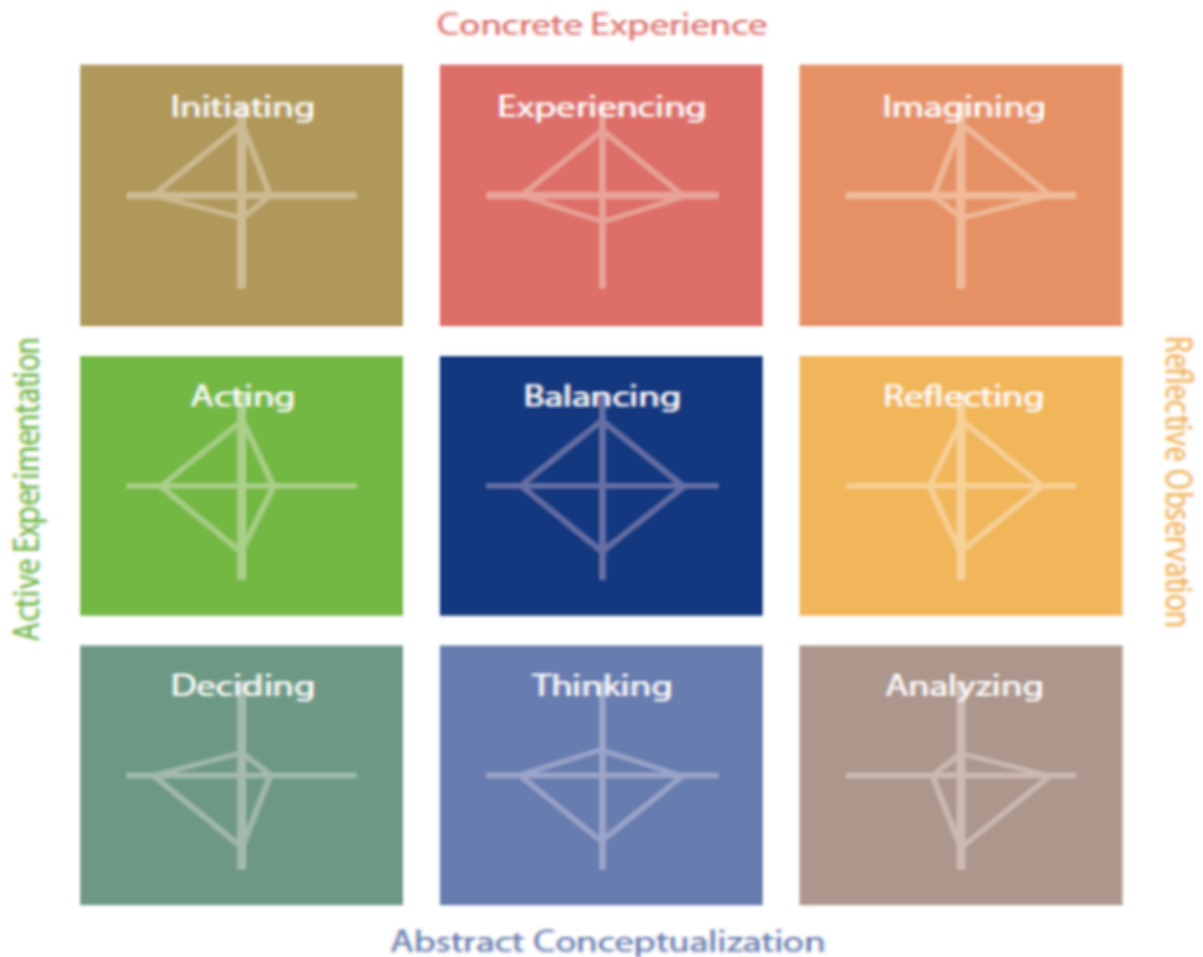 Concrete Experience
Initiating
Experiencing
Imagining
Active Experimentation
Acting
Balancing
Reflecting
Reflective Observation
Deciding
Thinking
Analyzing
Abstract Conceptualization